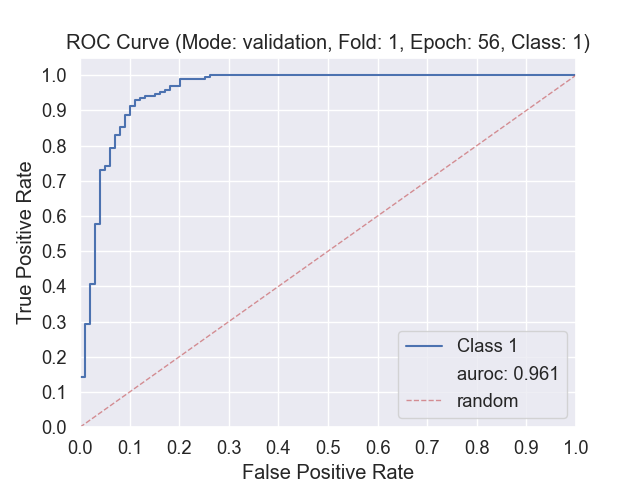 ROC Curve (Mode: validation, Fold: 1, Epoch: 56, Class: 1)
1.0
0.9
0.8
0.7
0.6
0.5
0.4
0.3
0.2
0.1
0.0
True Positive Rate
Class 1
auroc: 0.961
random
0.0 0.1 0.2 0.3 0.4 0.5 0.6 0.7 0.8 0.9 1.0
False Positive Rate